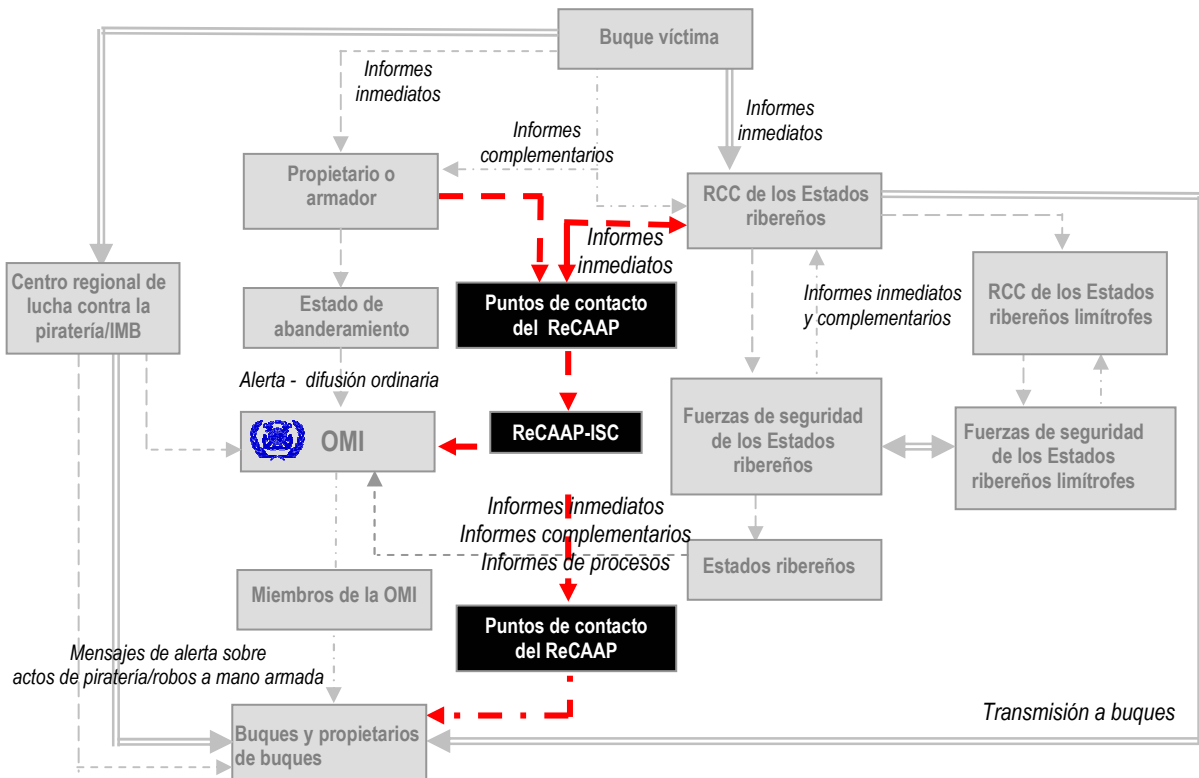 Buque víctima
Informes
inmediatos
Informes
inmediatos
Informes
complementarios
Propietario o
armador
RCC de los Estados
ribereños
Informes
inmediatos
Centro regional de
lucha contra la
piratería/IMB
Estado de
abanderamiento
Puntos de contacto
del ReCAAP
Informes inmediatos
y complementarios
RCC de los Estados
ribereños limítrofes
Alerta - difusión ordinaria
OMI
ReCAAP-ISC
Fuerzas de seguridad
de los Estados
ribereños
Fuerzas de seguridad
de los Estados
ribereños limítrofes
Informes inmediatos
Informes complementarios
Informes de procesos
Estados ribereños
Miembros de la OMI
Puntos de contacto
del ReCAAP
Mensajes de alerta sobre
actos de piratería/robos a mano armada
Buques y propietarios
de buques
Transmisión a buques